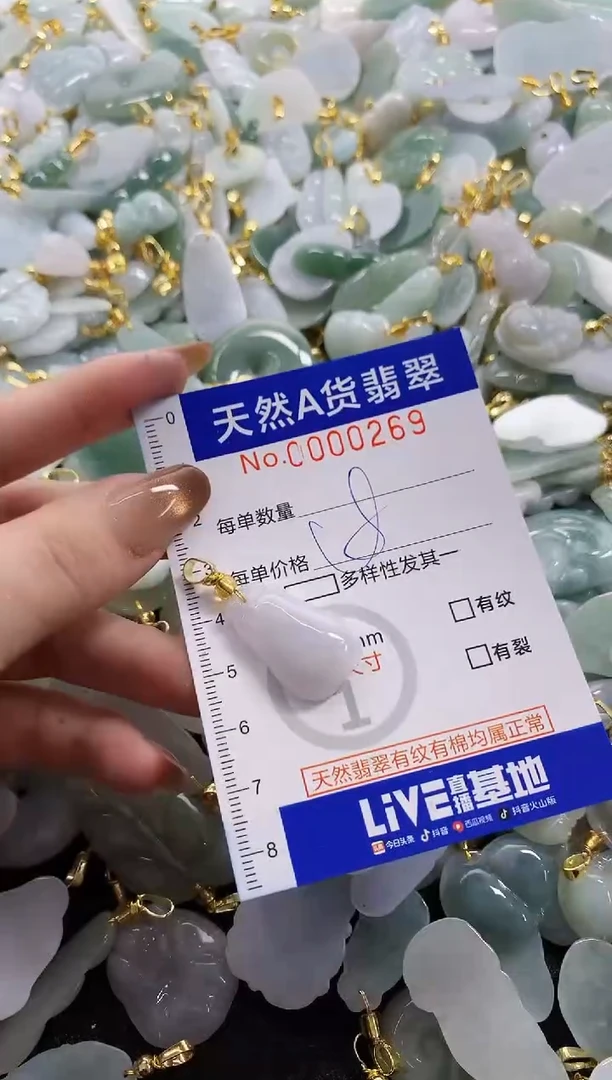 天然A货翡翠
No.0000269
0
2
每单数量
3
每单价格
多样性发其一
4
有纹
mm
寸
5
有裂
1
6
天然翡翠有纹有棉均属正常
7
LiVE直播基地
8
今日头条 抖音 西瓜视频 抖音火山版